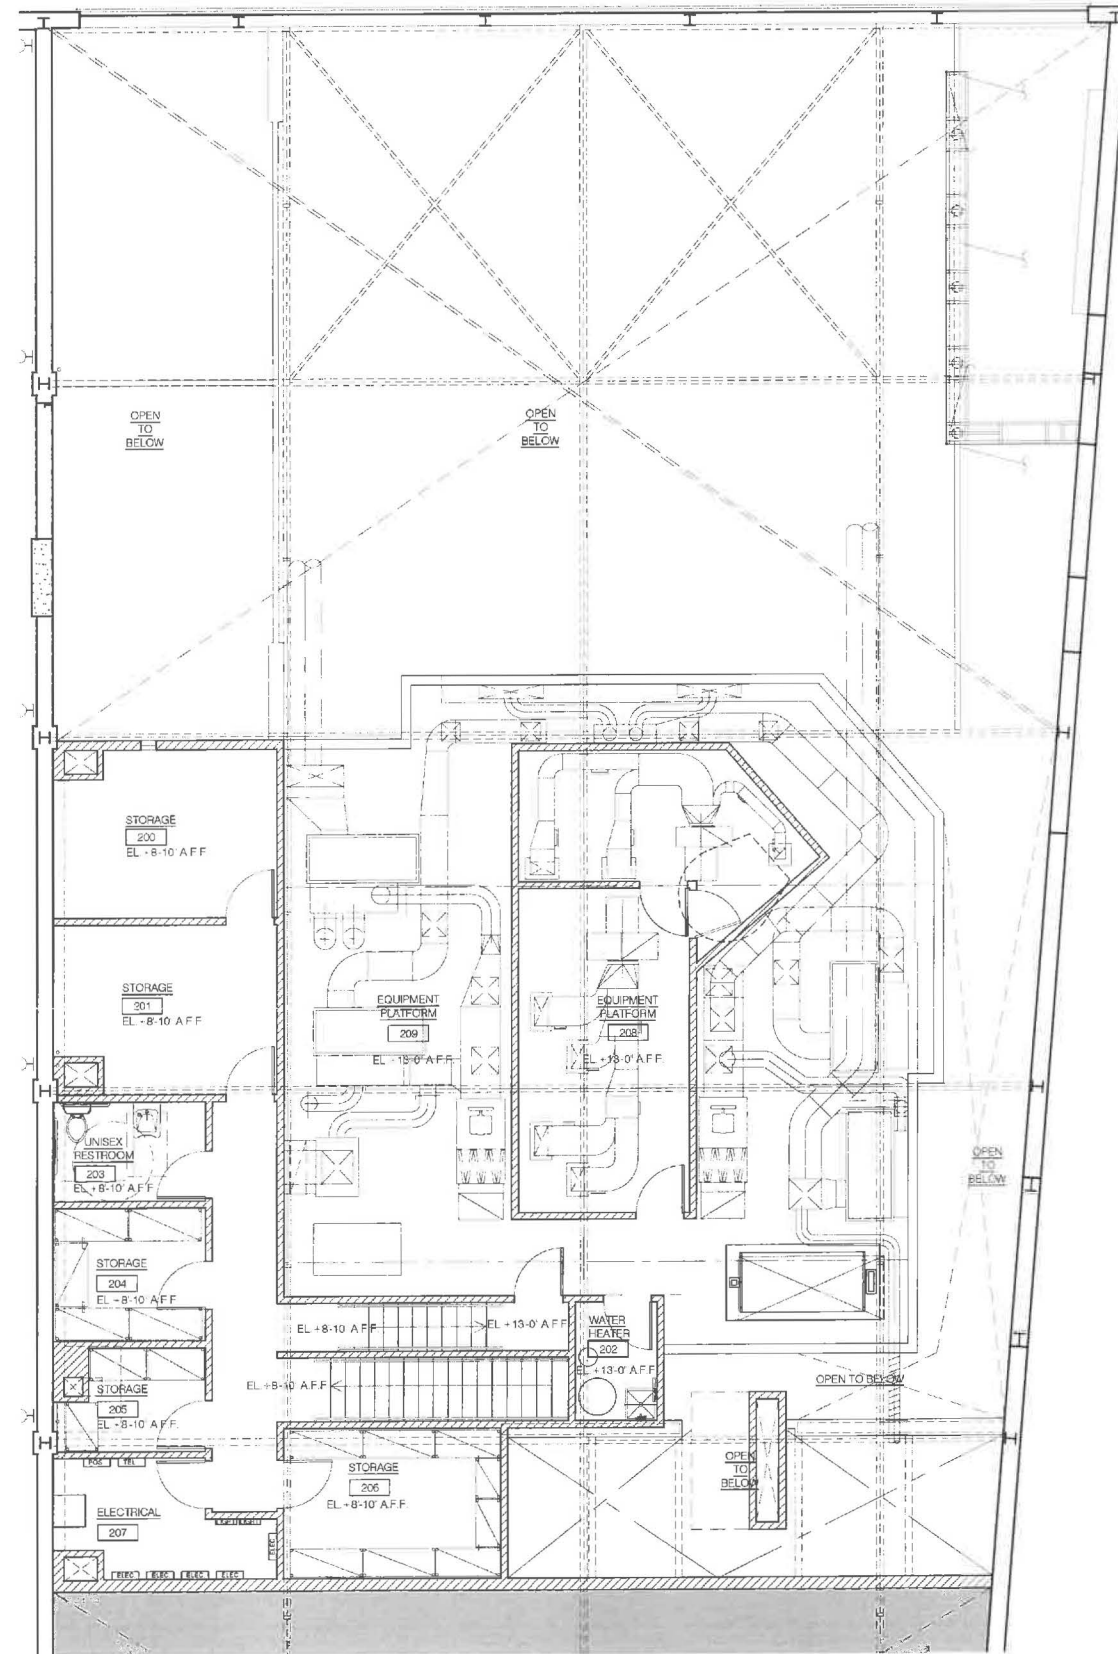 OPEN
TO
BELOW
OPEN
TO
BELOW
STORAGE
200
EL +8'-10" A.F.F.
STORAGE
201
EL +8'-10" A.F.F.
EQUIPMENT
PLATFORM
209
EL +13'-0" A.F.F.
EQUIPMENT
PLATFORM
208
EL +13'-0" A.F.F.
UNISEX
RESTROOM
203
EL +8'-10" A.F.F.
OPEN
TO
BELOW
STORAGE
204
EL +8'-10" A.F.F.
EL +8'-10 A.F.F.
EL +13'-0" A.F.F.
WATER
HEATER
202
EL +13'-0" A.F.F.
STORAGE
205
EL +8'-10" A.F.F.
EL +8'-10 A.F.F.
OPEN TO BELOW
POS
TEL
STORAGE
206
EL +8'-10" A.F.F.
OPEN
TO
BELOW
ELECTRICAL
207
ELEC
ELEC
ELEC
ELEC
ELEC